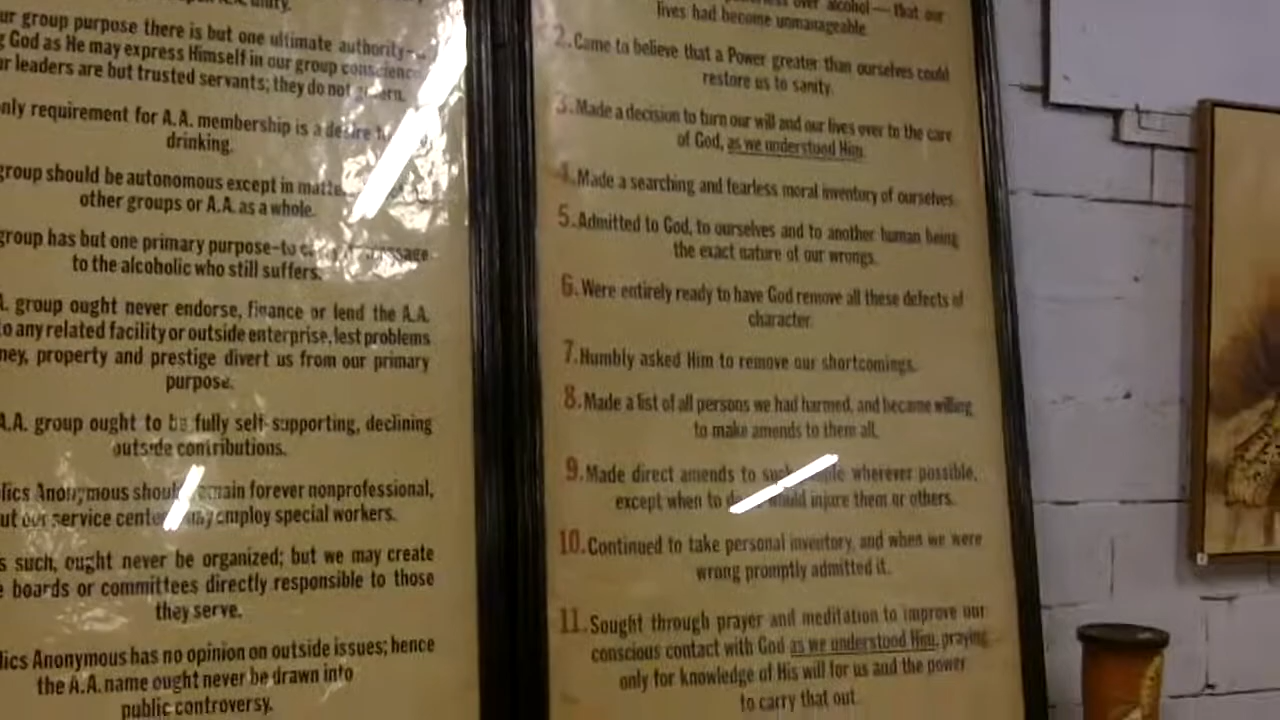 ur group purpose there is but one ultimate authority--
g God as He may express Himself in our group conscience
ur leaders are but trusted servants; they do not
nly requirement for A.A. membership is a desire
drinking.
group should be autonomous except in
other groups or A.A. as a whole.
group has but one primary purpose-to
to the alcoholic who still suffers.
A. group ought never endorse, finance or lend the A.A.
o any related facility or outside enterprise, lest problems
ney, property and prestige divert us from our primary
purpose.
A.A. group ought to be fully self-supporting, declining
outside contributions.
lics Anonymous should remain forever nonprofessional,
ut our service may employ special workers.
s such, ought never be organized; but we may create
e boards or committees directly responsible to those
they serve.
lics Anonymous has no opinion on outside issues; hence
the A.A. name ought never be drawn into
public controversy.
over alcohol — that our
lives had become unmanageable.
2. Came to believe that a Power greater than ourselves could
restore us to sanity.
3. Made a decision to turn our will and our lives over to the care
of God, as we understood Him.
4. Made a searching and fearless moral inventory of ourselves.
5. Admitted to God, to ourselves and to another human being
the exact nature of our wrongs.
6. Were entirely ready to have God remove all these defects of
character.
7. Humbly asked Him to remove our shortcomings.
8. Made a list of all persons we had harmed, and became willing
to make amends to them all.
9. Made direct amends to such wherever possible,
except when to would injure them or others.
10. Continued to take personal inventory, and when we were
wrong promptly admitted it.
11. Sought through prayer and meditation to improve our
conscious contact with God as we understood Him, praying
only for knowledge of His will for us and the power
to carry that out.